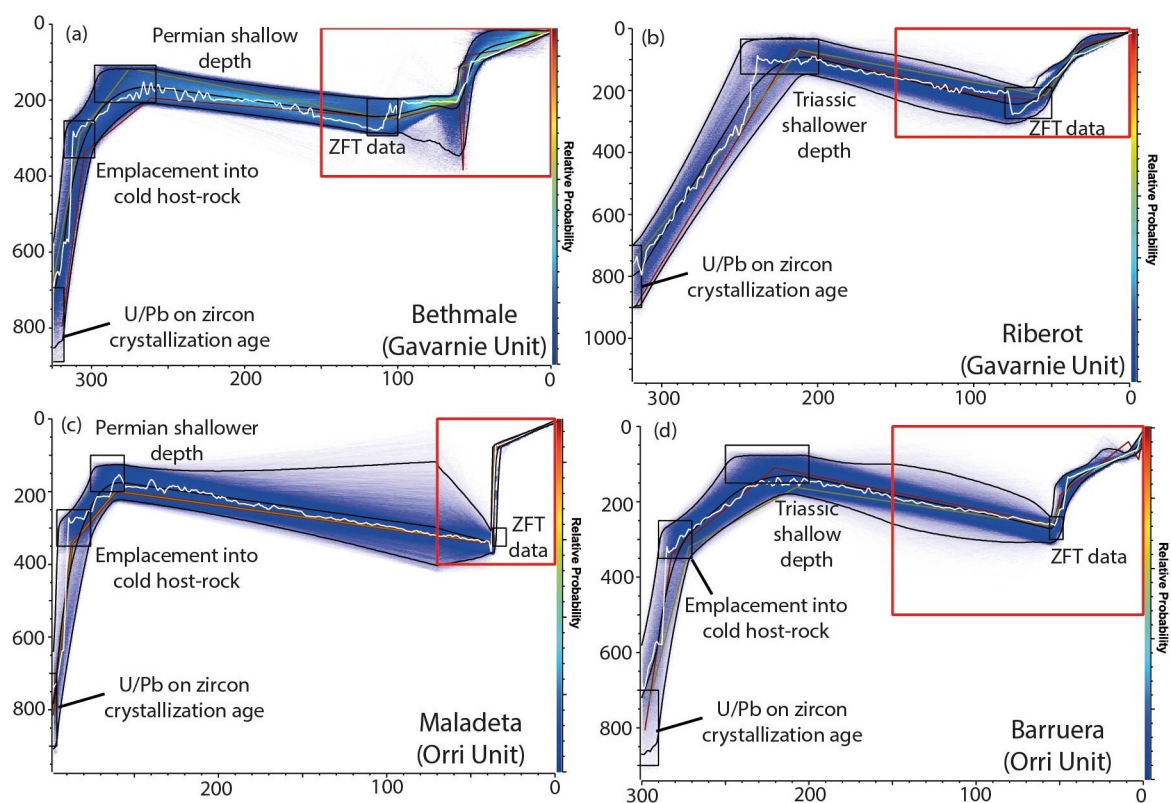 (a)
Permian shallow
depth
ZFT data
Emplacement into
cold host-rock
U/Pb on zircon
crystallization age
Bethmale
(Gavarnie Unit)
0
200
400
600
800
300
200
100
0
Relative Probability
(b)
Triassic
shallower
depth
ZFT data
U/Pb on zircon
crystallization age
Riberot
(Gavarnie Unit)
0
200
400
600
800
1000
300
200
100
0
Relative Probability
(c)
Permian shallower
depth
ZFT
data
Emplacement into
cold host-rock
U/Pb on zircon
crystallization age
Maladeta
(Orri Unit)
0
200
400
600
800
200
100
0
Relative Probability
(d)
Triassic
shallow
depth
ZFT data
Emplacement into
cold host-rock
U/Pb on zircon
crystallization age
Barruera
(Orri Unit)
0
200
400
600
800
300
200
100
0
Relative Probability